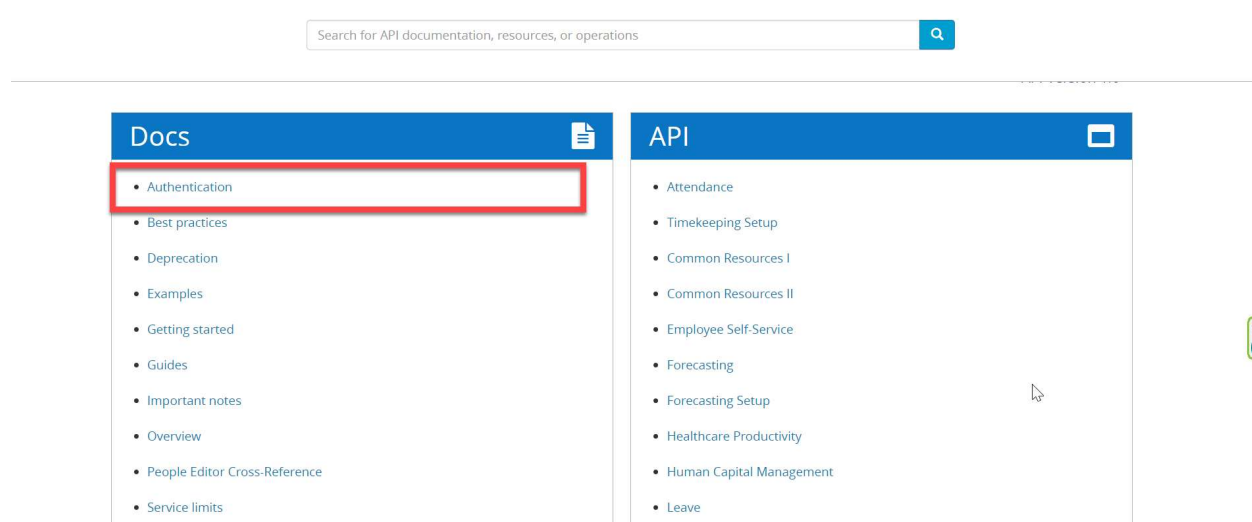 Search for API documentation, resources, or operations
Docs
Authentication
Best practices
Deprecation
Examples
Getting started
Guides
Important notes
Overview
People Editor Cross-Reference
Service limits
API
Attendance
Timekeeping Setup
Common Resources I
Common Resources II
Employee Self-Service
Forecasting
Forecasting Setup
Healthcare Productivity
Human Capital Management
Leave